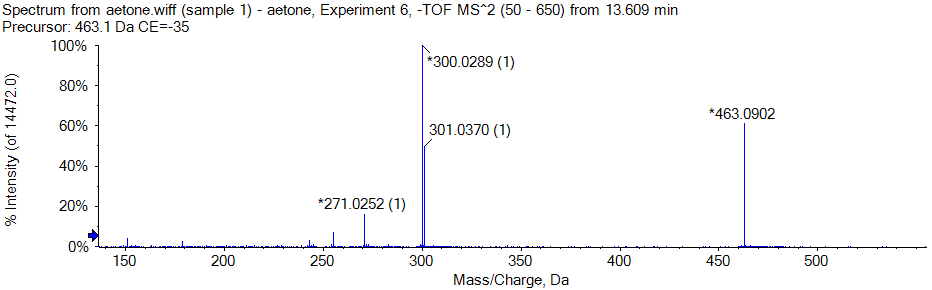 Spectrum from aetone.wiff (sample 1) - aetone, Experiment 6, -TOF MS^2 (50 - 650) from 13.609 min
Precursor: 463.1 Da CE=-35
% Intensity (of 14472.0)
100%
80%
60%
40%
20%
0%
*300.0289 (1)
301.0370 (1)
*271.0252 (1)
*463.0902
150 200 250 300 350 400 450 500
Mass/Charge, Da